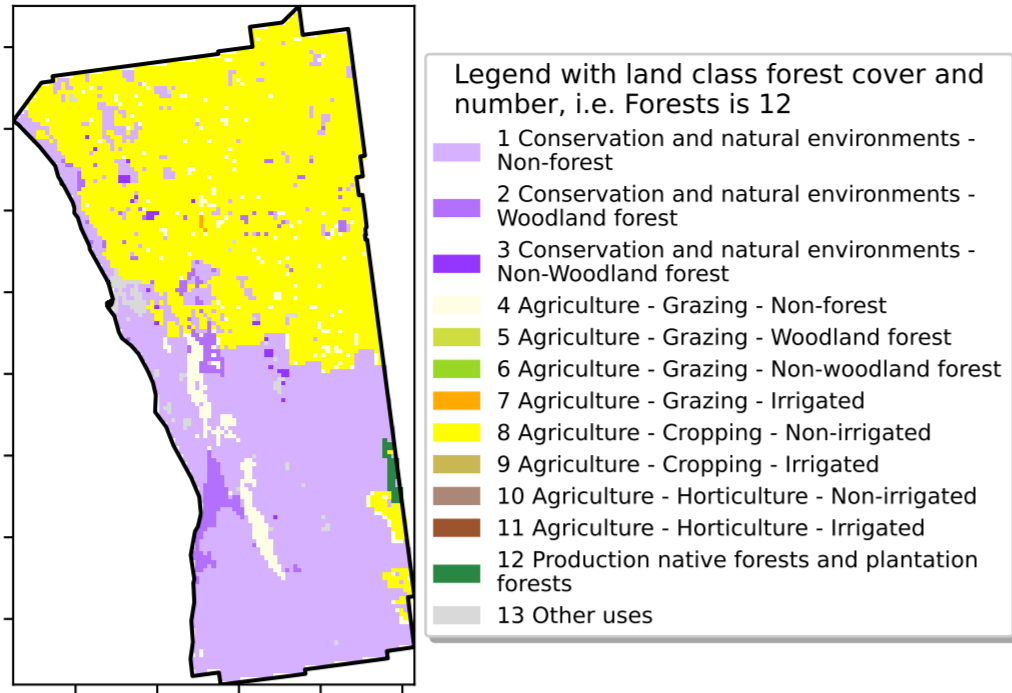 Legend with land class forest cover and
number, i.e. Forests is 12
1 Conservation and natural environments -
Non-forest
2 Conservation and natural environments -
Woodland forest
3 Conservation and natural environments -
Non-Woodland forest
4 Agriculture - Grazing - Non-forest
5 Agriculture - Grazing - Woodland forest
6 Agriculture - Grazing - Non-woodland forest
7 Agriculture - Grazing - Irrigated
8 Agriculture - Cropping - Non-irrigated
9 Agriculture - Cropping - Irrigated
10 Agriculture - Horticulture - Non-irrigated
11 Agriculture - Horticulture - Irrigated
12 Production native forests and plantation
forests
13 Other uses